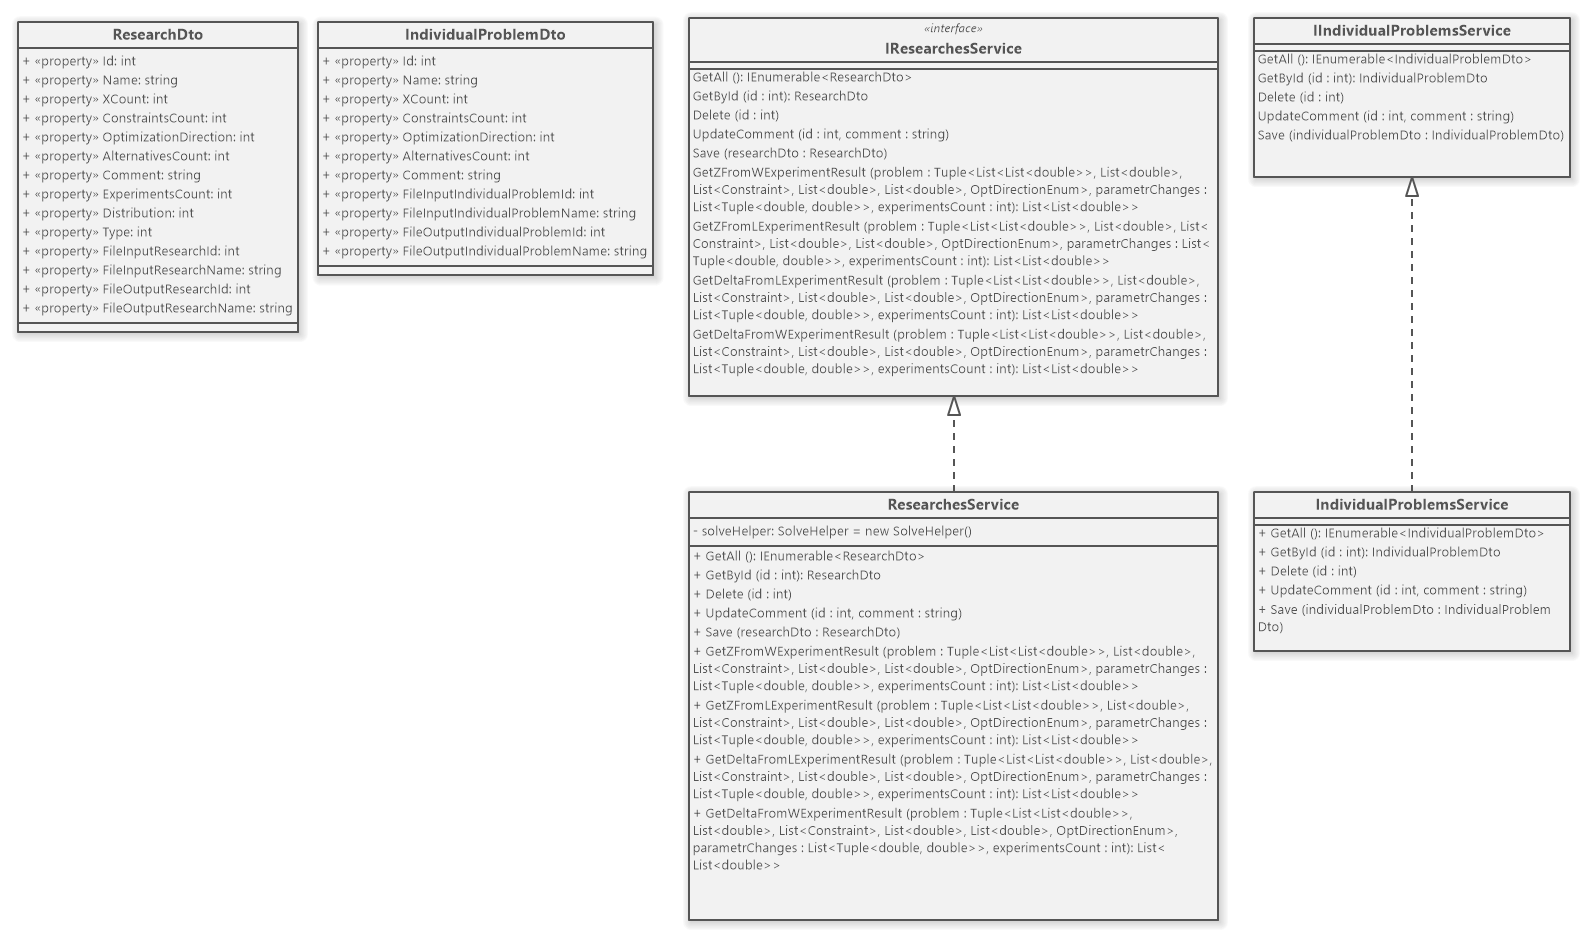 ResearchDto
+ «property» Id: int
+ «property» Name: string
+ «property» XCount: int
+ «property» ConstraintsCount: int
+ «property» OptimizationDirection: int
+ «property» AlternativesCount: int
+ «property» Comment: string
+ «property» ExperimentsCount: int
+ «property» Distribution: int
+ «property» Type: int
+ «property» FileInputResearchId: int
+ «property» FileInputResearchName: string
+ «property» FileOutputResearchId: int
+ «property» FileOutputResearchName: string
IndividualProblemDto
+ «property» Id: int
+ «property» Name: string
+ «property» XCount: int
+ «property» ConstraintsCount: int
+ «property» OptimizationDirection: int
+ «property» AlternativesCount: int
+ «property» Comment: string
+ «property» FileInputIndividualProblemId: int
+ «property» FileInputIndividualProblemName: string
+ «property» FileOutputIndividualProblemId: int
+ «property» FileOutputIndividualProblemName: string
«interface»
IResearchesService
GetAll (): IEnumerable<ResearchDto>
GetById (id : int): ResearchDto
Delete (id : int)
UpdateComment (id : int, comment : string)
Save (researchDto : ResearchDto)
GetZFromWExperimentResult (problem : Tuple<List<List<double>>, List<double>,
List<Constraint>, List<double>, List<double>, OptDirectionEnum>, parametrChanges :
List<Tuple<double, double>>, experimentsCount : int): List<List<double>>
GetZFromLExperimentResult (problem : Tuple<List<List<double>>, List<double>, List<
Constraint>, List<double>, List<double>, OptDirectionEnum>, parametrChanges : List<
Tuple<double, double>>, experimentsCount : int): List<List<double>>
GetDeltaFromLExperimentResult (problem : Tuple<List<List<double>>, List<double>,
List<Constraint>, List<double>, List<double>, OptDirectionEnum>, parametrChanges :
List<Tuple<double, double>>, experimentsCount : int): List<List<double>>
GetDeltaFromWExperimentResult (problem : Tuple<List<List<double>>, List<double>,
List<Constraint>, List<double>, List<double>, OptDirectionEnum>, parametrChanges :
List<Tuple<double, double>>, experimentsCount : int): List<List<double>>
IIndividualProblemsService
GetAll (): IEnumerable<IndividualProblemDto>
GetById (id : int): IndividualProblemDto
Delete (id : int)
UpdateComment (id : int, comment : string)
Save (individualProblemDto : IndividualProblemDto)
ResearchesService
- solveHelper: SolveHelper = new SolveHelper()
+ GetAll (): IEnumerable<ResearchDto>
+ GetById (id : int): ResearchDto
+ Delete (id : int)
+ UpdateComment (id : int, comment : string)
+ Save (researchDto : ResearchDto)
+ GetZFromWExperimentResult (problem : Tuple<List<List<double>>, List<double>,
List<Constraint>, List<double>, List<double>, OptDirectionEnum>, parametrChanges :
List<Tuple<double, double>>, experimentsCount : int): List<List<double>>
+ GetZFromLExperimentResult (problem : Tuple<List<List<double>>, List<double>,
List<Constraint>, List<double>, List<double>, OptDirectionEnum>, parametrChanges :
List<Tuple<double, double>>, experimentsCount : int): List<List<double>>
+ GetDeltaFromLExperimentResult (problem : Tuple<List<List<double>>, List<double>,
List<Constraint>, List<double>, List<double>, OptDirectionEnum>, parametrChanges :
List<Tuple<double, double>>, experimentsCount : int): List<List<double>>
+ GetDeltaFromWExperimentResult (problem : Tuple<List<List<double>>,
List<double>, List<Constraint>, List<double>, List<double>, OptDirectionEnum>,
parametrChanges : List<Tuple<double, double>>, experimentsCount : int): List<
List<double>>
IndividualProblemsService
+ GetAll (): IEnumerable<IndividualProblemDto>
+ GetById (id : int): IndividualProblemDto
+ Delete (id : int)
+ UpdateComment (id : int, comment : string)
+ Save (individualProblemDto : IndividualProblem
Dto)